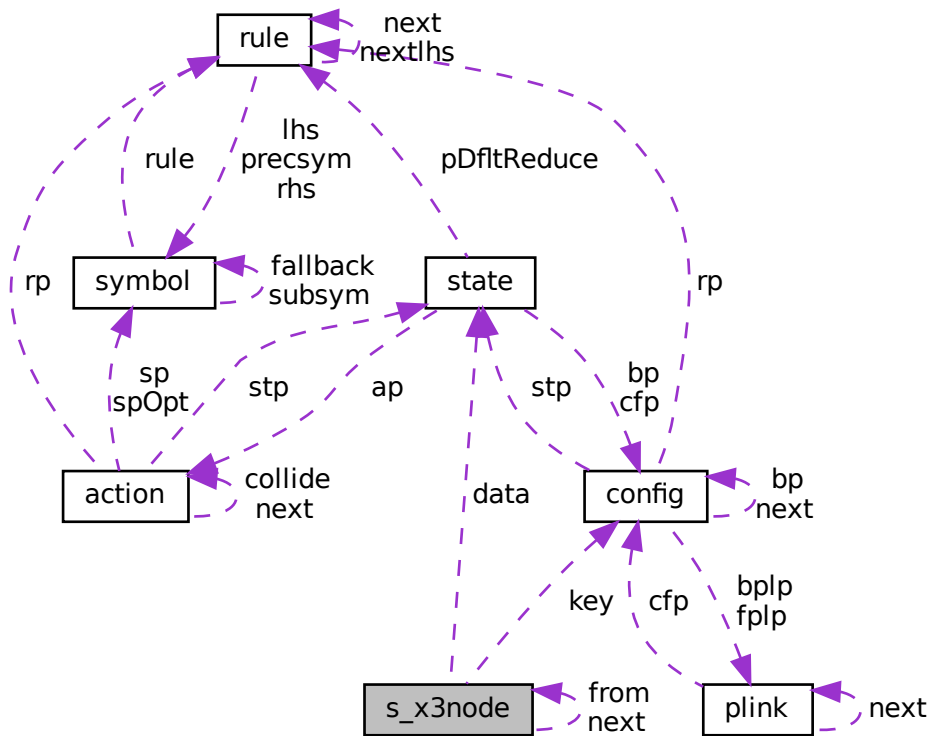 rule
next
nextlhs
lhs
precsym
rhs
rule
pDfltReduce
rp
symbol
fallback
subsym
state
rp
sp
spOpt
stp
ap
stp
bp
cfp
action
collide
next
data
config
bp
next
key
cfp
bplp
fplp
s_x3node
from
next
plink
next